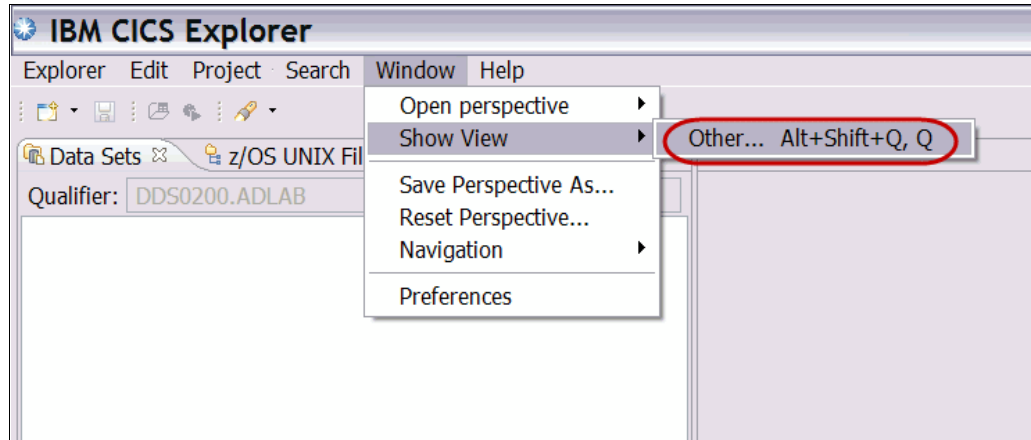 IBM CICS Explorer
Explorer Edit Project Search Window Help
Open perspective
Show View
Other... Alt+Shift+Q, Q
Data Sets z/OS UNIX Fil
Qualifier: DDS0200.ADLAB
Save Perspective As...
Reset Perspective...
Navigation
Preferences